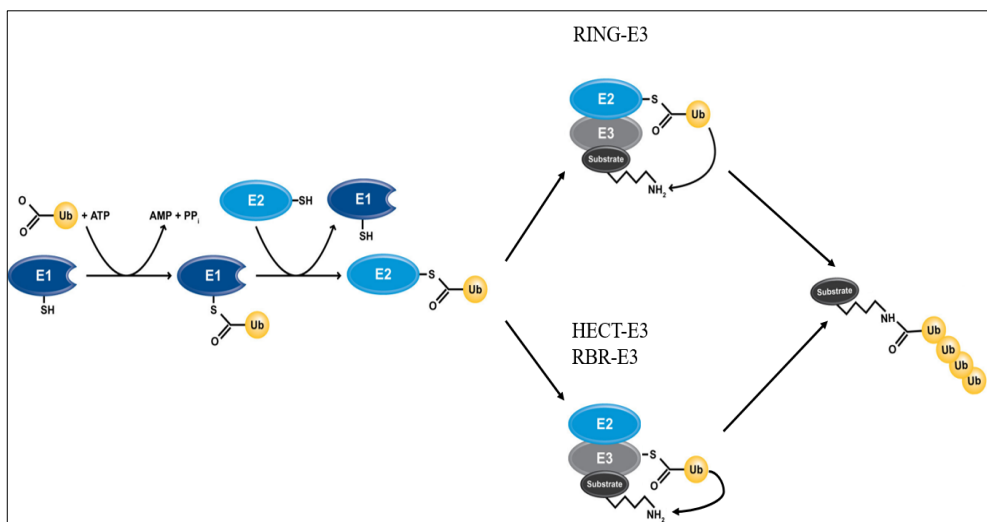 RING-E3
E2
S
O
Ub
E3
Substrate
NH₂
O
O
Ub
+ ATP
AMP + PPᵢ
E2
SH
E1
SH
E1
SH
E1
S
O
Ub
E2
S
O
Ub
Substrate
NH
O
Ub
Ub
Ub
Ub
HECT-E3
RBR-E3
E2
E3
S
O
Ub
Substrate
NH₂